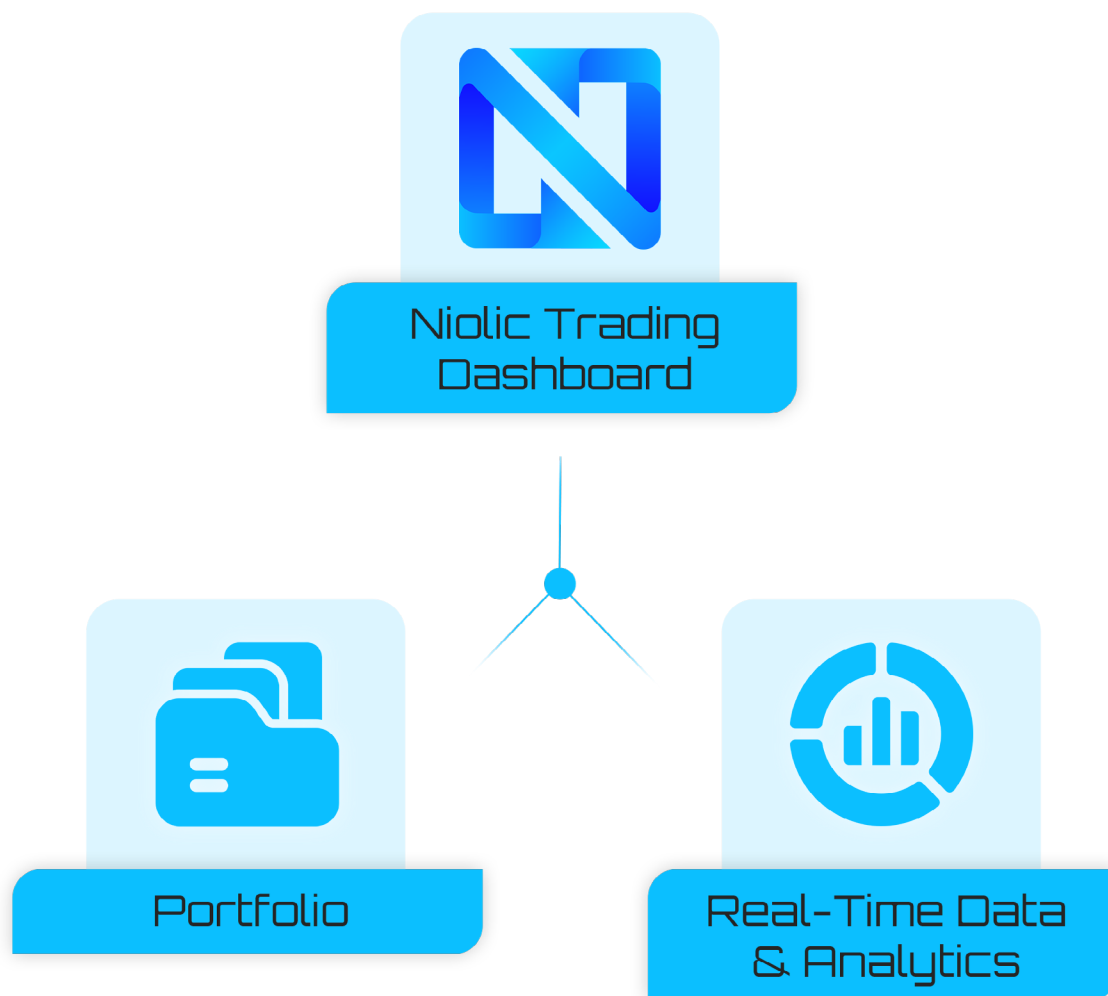 Niolic Trading
Dashboard
Portfolio
Real-Time Data
& Analytics